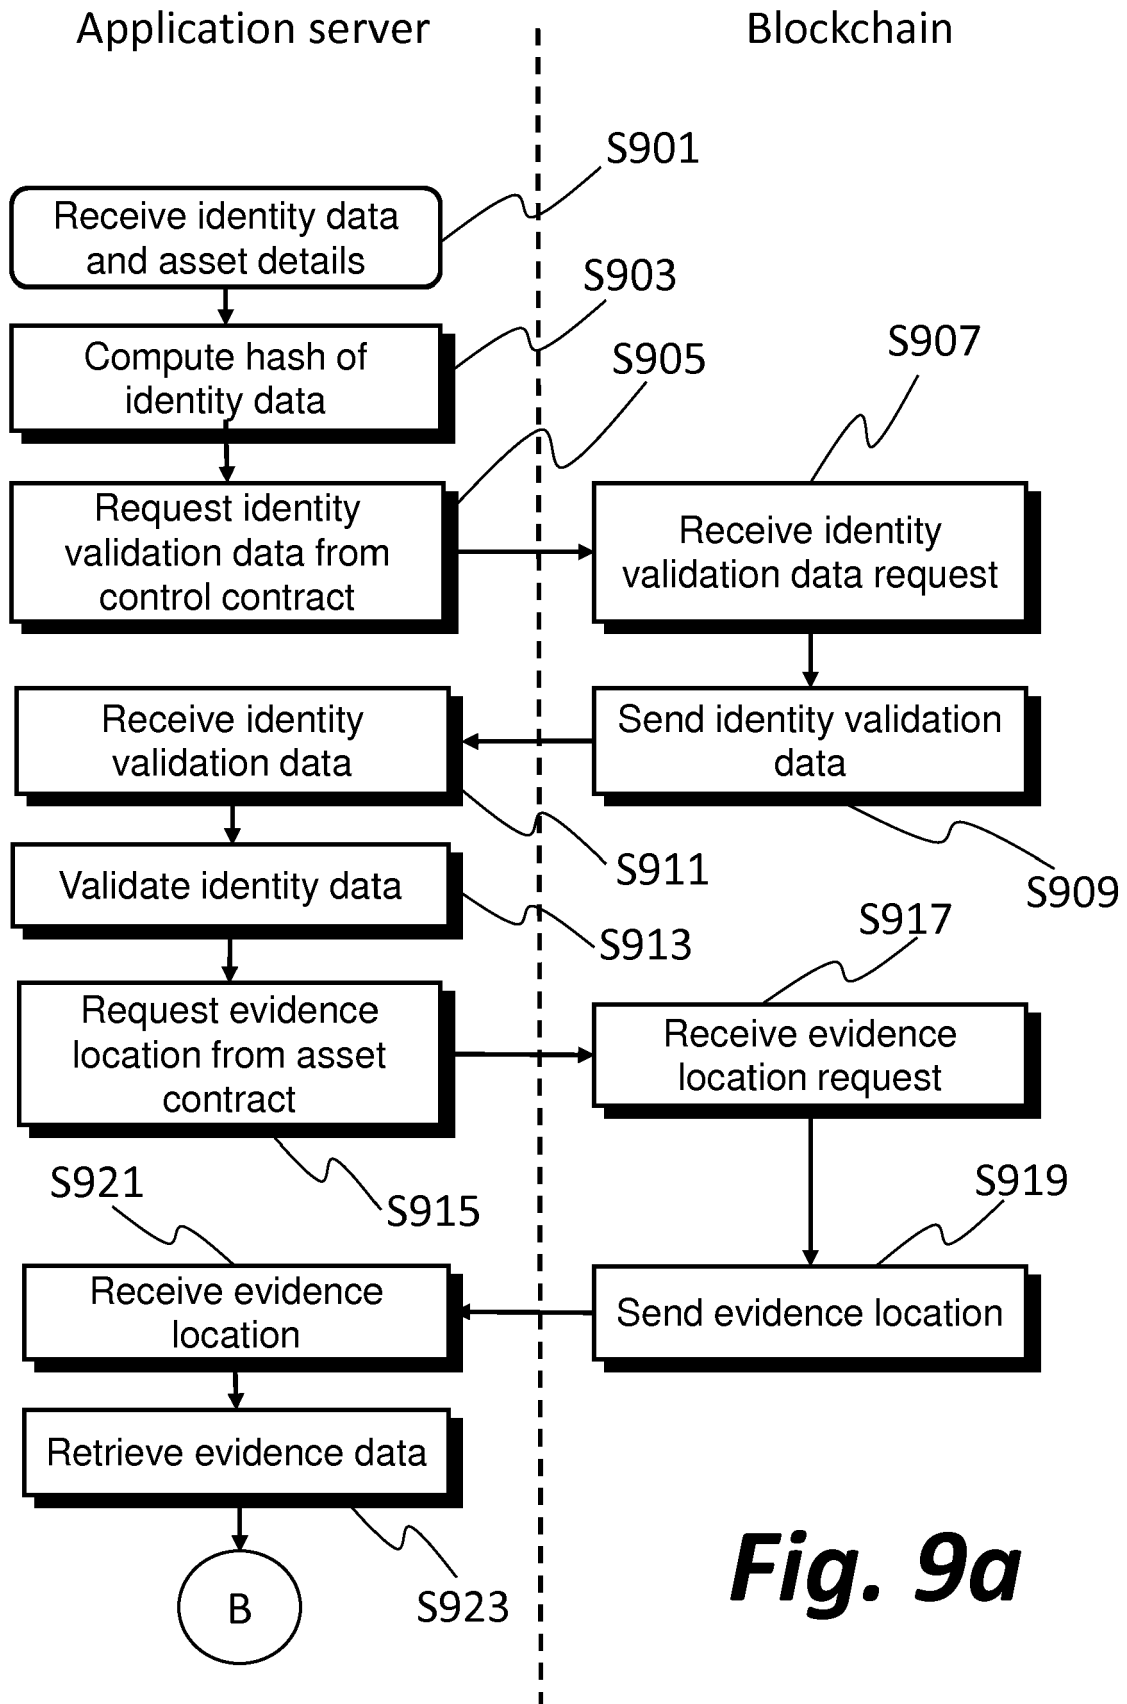 Application server
Blockchain
S901
Receive identity data
and asset details
S903
Compute hash of
identity data
S905
S907
Request identity
validation data from
control contract
Receive identity
validation data request
Receive identity
validation data
Send identity validation
data
S911
S909
Validate identity data
S913
S917
Request evidence
location from asset
contract
Receive evidence
location request
S921
S915
S919
Receive evidence
location
Send evidence location
Retrieve evidence data
S923
B
Fig. 9a